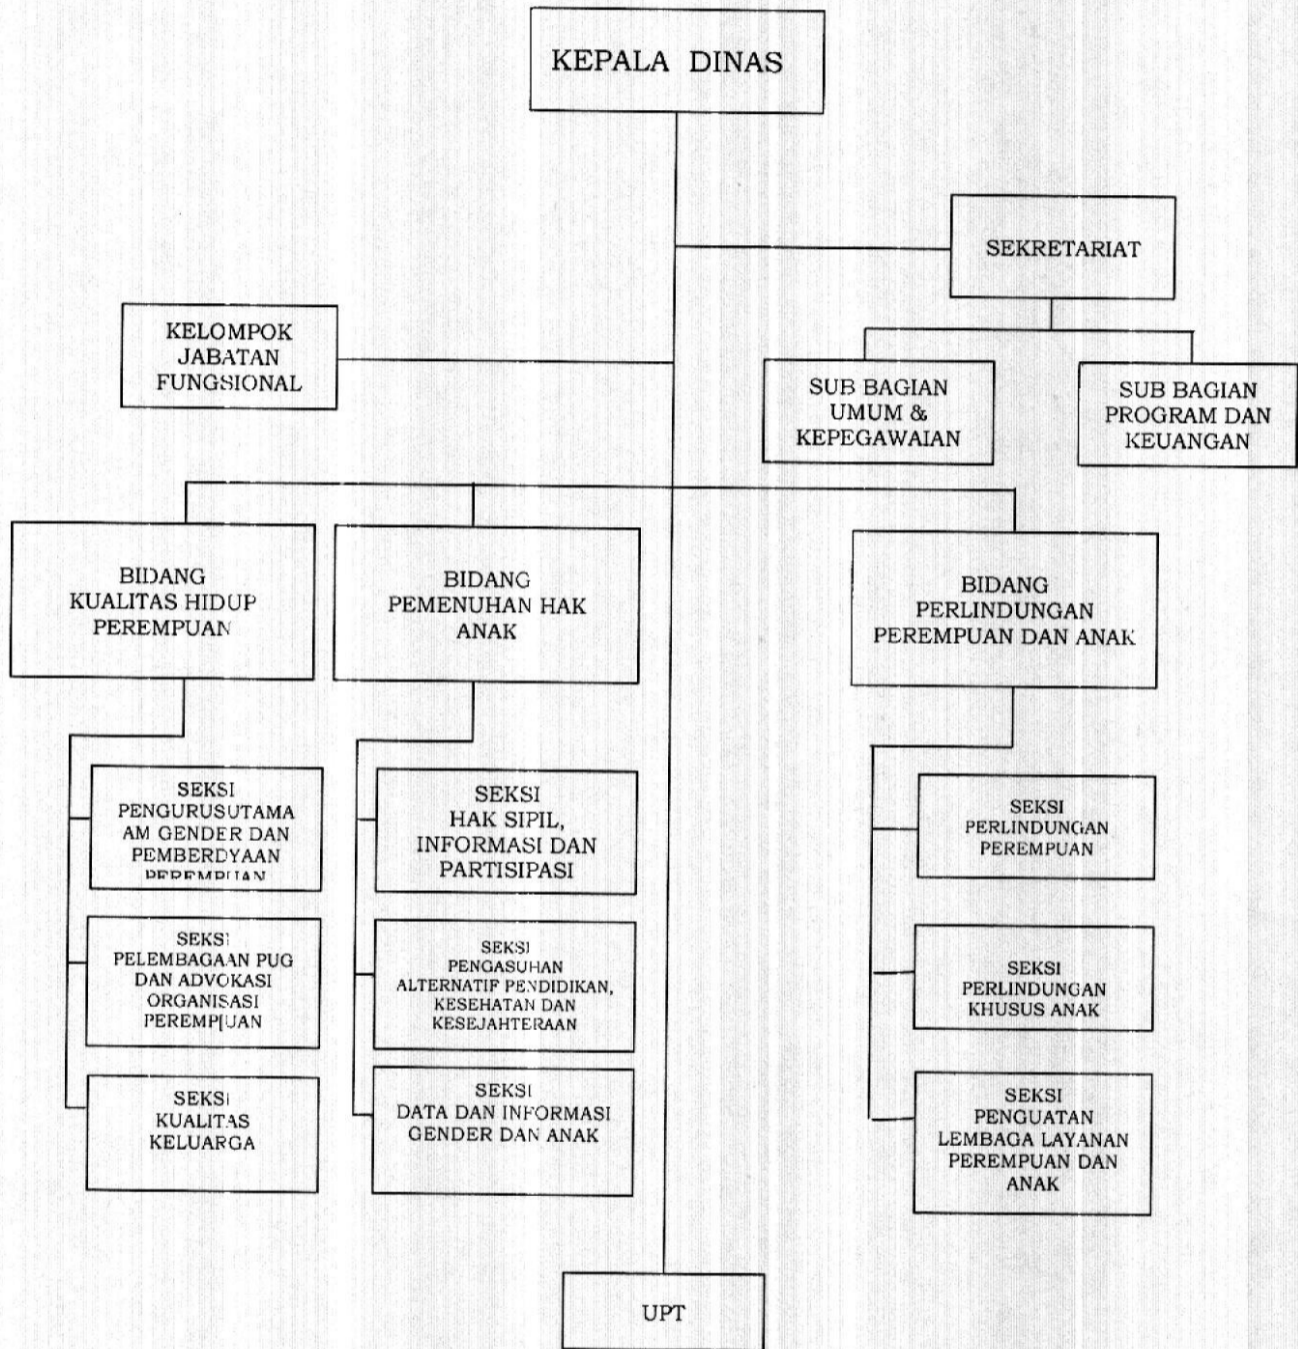 KEPALA DINAS
SEKRETARIAT
KELOMPOK
JABATAN
FUNGSIONAL
SUB BAGIAN
UMUM &
KEPEGAWAIAN
SUB BAGIAN
PROGRAM DAN
KEUANGAN
BIDANG
KUALITAS HIDUP
PEREMPUAN
BIDANG
PEMENUHAN HAK
ANAK
BIDANG
PERLINDUNGAN
PEREMPUAN DAN ANAK
SEKSI
PENGURUSUTAMA
AM GENDER DAN
PEMBERDYAAN
PEREMPUAN
SEKSI
PELEMBAGAAN PUG
DAN ADVOKASI
ORGANISASI
PEREMPUAN
SEKSI
KUALITAS
KELUARGA
SEKSI
HAK SIPIL,
INFORMASI DAN
PARTISIPASI
SEKSI
PENGASUHAN
ALTERNATIF PENDIDIKAN,
KESEHATAN DAN
KESEJAHTERAAN
SEKSI
DATA DAN INFORMASI
GENDER DAN ANAK
SEKSI
PERLINDUNGAN
PEREMPUAN
SEKSI
PERLINDUNGAN
KHUSUS ANAK
SEKSI
PENGUATAN
LEMBAGA LAYANAN
PEREMPUAN DAN
ANAK
UPT